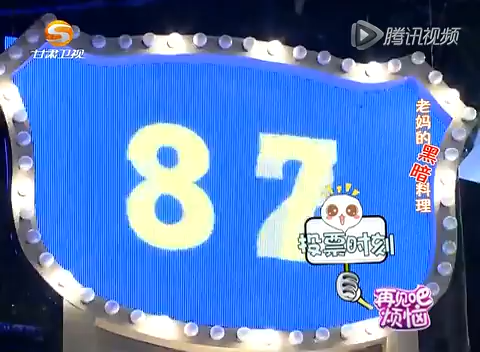 甘肃卫视
腾讯视频
87
老妈的黑暗料理
投票时刻
再见吧
烦恼